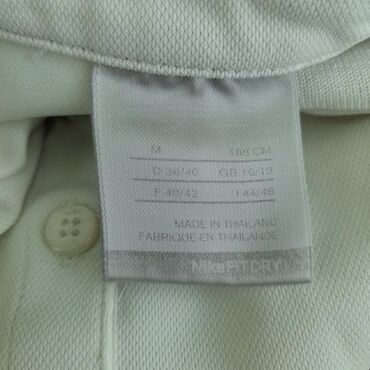 M 168 CM
D 38/40 GB 10/12
F 40/42 I 44/46
MADE IN THAILAND
FABRIQUE EN THAILANDE